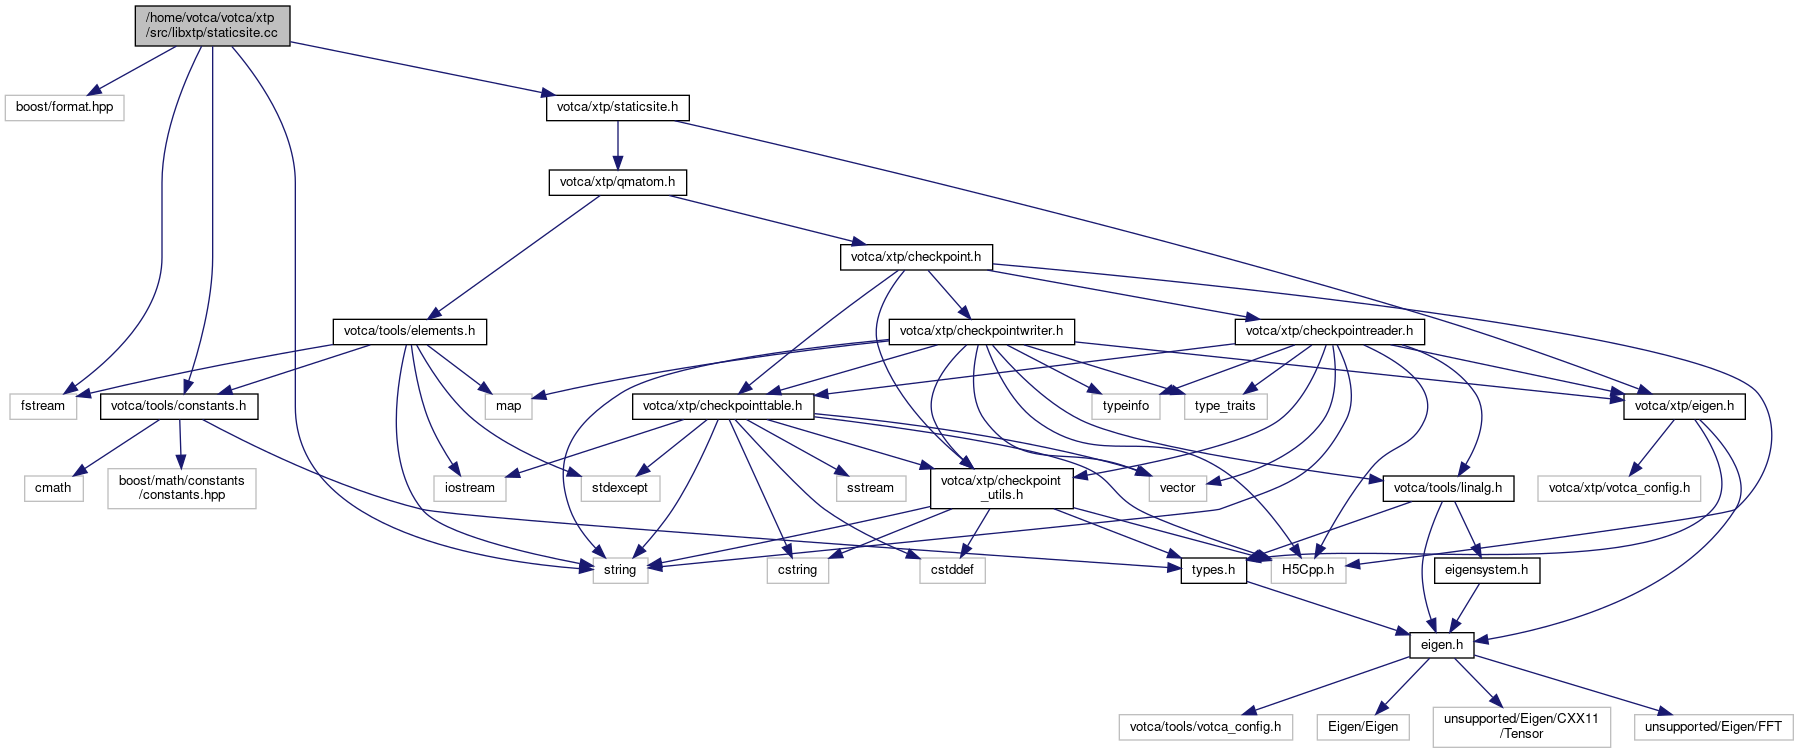 /home/votca/votca/xtp
/src/libxtp/staticsite.cc
boost/format.hpp
votca/xtp/staticsite.h
votca/xtp/qmatom.h
votca/xtp/checkpoint.h
votca/tools/elements.h
votca/xtp/checkpointwriter.h
votca/xtp/checkpointreader.h
fstream
votca/tools/constants.h
map
votca/xtp/checkpointtable.h
typeinfo
type_traits
votca/xtp/eigen.h
cmath
boost/math/constants
/constants.hpp
iostream
stdexcept
sstream
votca/xtp/checkpoint
_utils.h
vector
votca/tools/linalg.h
votca/xtp/votca_config.h
string
cstring
cstddef
types.h
H5Cpp.h
eigensystem.h
eigen.h
votca/tools/votca_config.h
Eigen/Eigen
unsupported/Eigen/CXX11
/Tensor
unsupported/Eigen/FFT